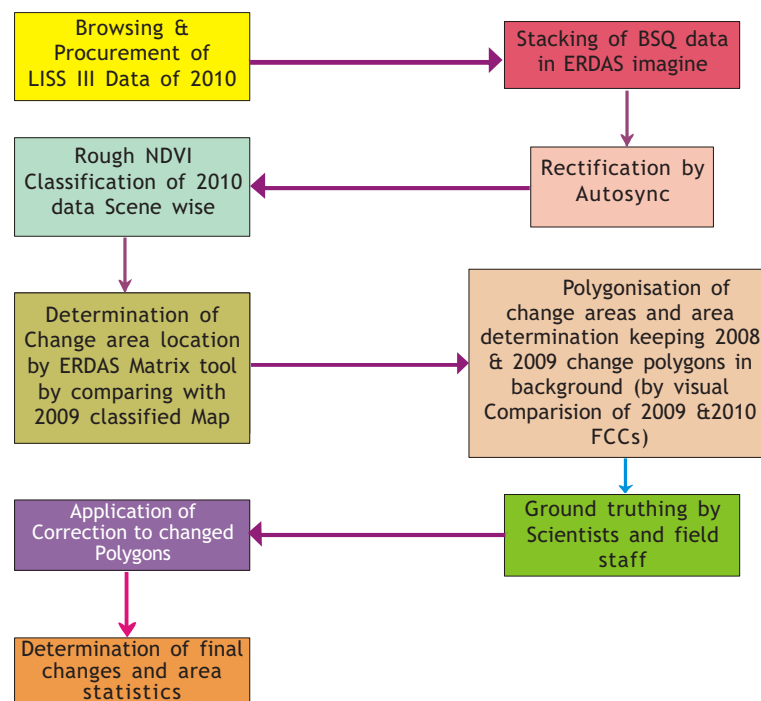 Browsing &
Procurement of
LISS III Data of 2010
Stacking of BSQ data
in ERDAS imagine
Rectification by
Autosync
Rough NDVI
Classification of 2010
data Scene wise
Determination of
Change area location
by ERDAS Matrix tool
by comparing with
2009 classified Map
Polygonisation of
change areas and area
determination keeping 2008
& 2009 change polygons in
background (by visual
Comparision of 2009 &2010
FCCs)
Ground truthing by
Scientists and field
staff
Application of
Correction to changed
Polygons
Determination of final
changes and area
statistics